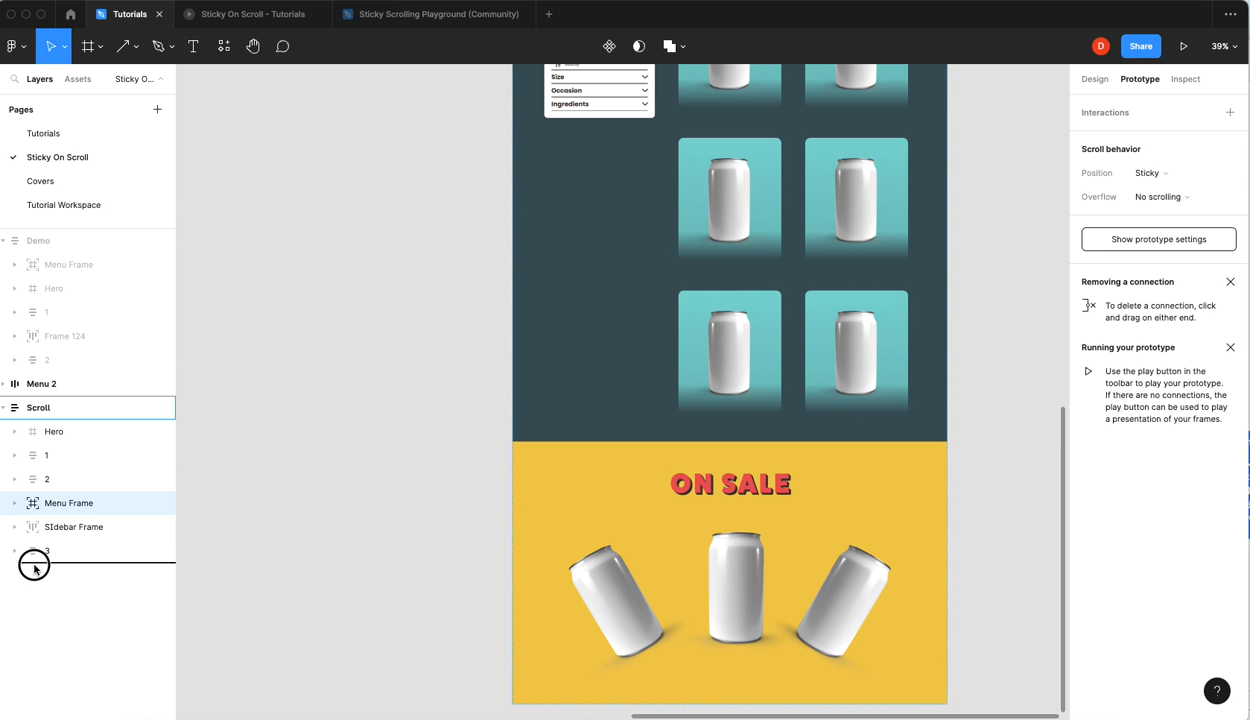 Tutorials
Sticky On Scroll - Tutorials
Sticky Scrolling Playground (Community)
D
Share
39%
Layers
Assets
Sticky O...
Design
Prototype
Inspect
Pages
Tutorials
Sticky On Scroll
Covers
Tutorial Workspace
Demo
Menu Frame
Hero
1
Frame 124
2
Menu 2
Scroll
Hero
1
2
Menu Frame
SIdebar Frame
3
Size
Occasion
Ingredients
ON SALE
Interactions
Scroll behavior
Position
Sticky
Overflow
No scrolling
Show prototype settings
Removing a connection
To delete a connection, click
and drag on either end.
Running your prototype
Use the play button in the
toolbar to play your prototype.
If there are no connections, the
play button can be used to play
a presentation of your frames.
?